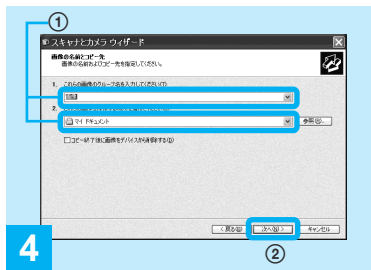 ①
スキャナとカメラ ウィザード
画像の名前とコピー先
画像の名前およびコピー先を指定してください。
1. これらの画像のグループ名を入力してください(T):
2.
マイ ドキュメント
参照(B)...
コピー終了後に画像をデバイスから削除する(D)
< 戻る(B)
次へ(N) >
キャンセル
4
②